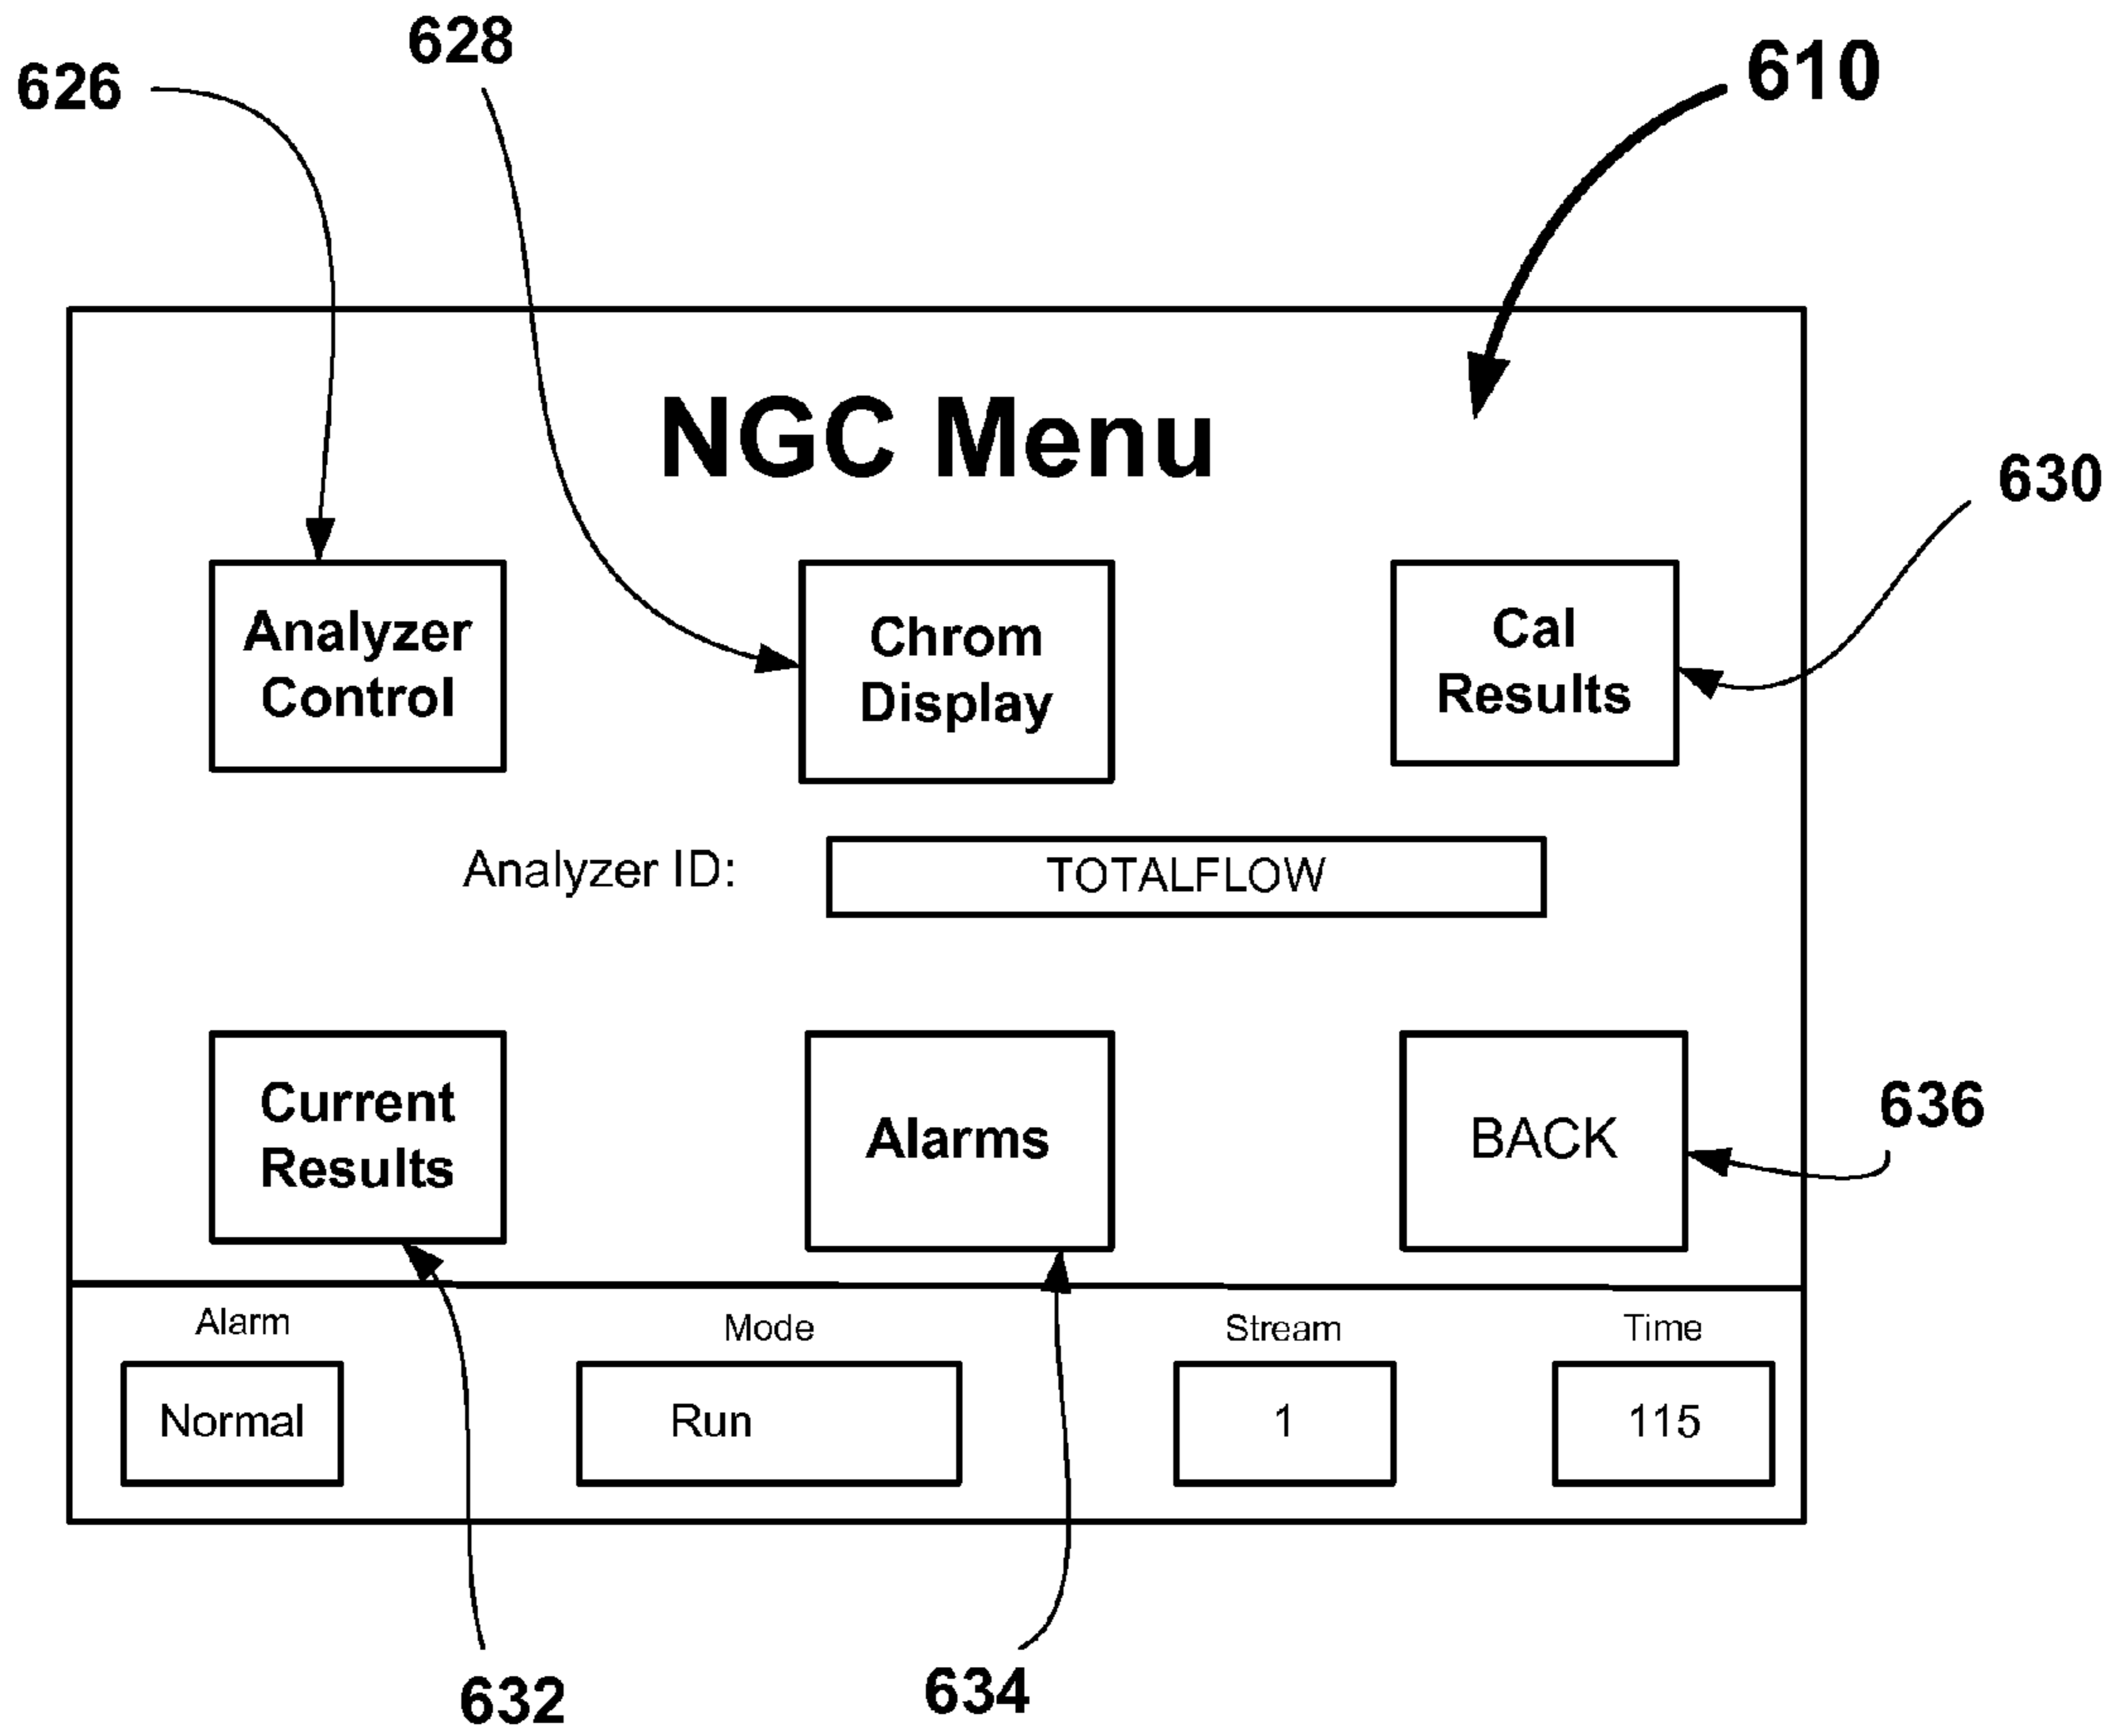 628
626
610
NGC Menu
630
Analyzer
Control
Chrom
Display
Cal
Results
Analyzer ID:
TOTALFLOW
Current
Results
Alarms
BACK
636
Alarm
Mode
Stream
Time
Normal
Run
1
115
632
634